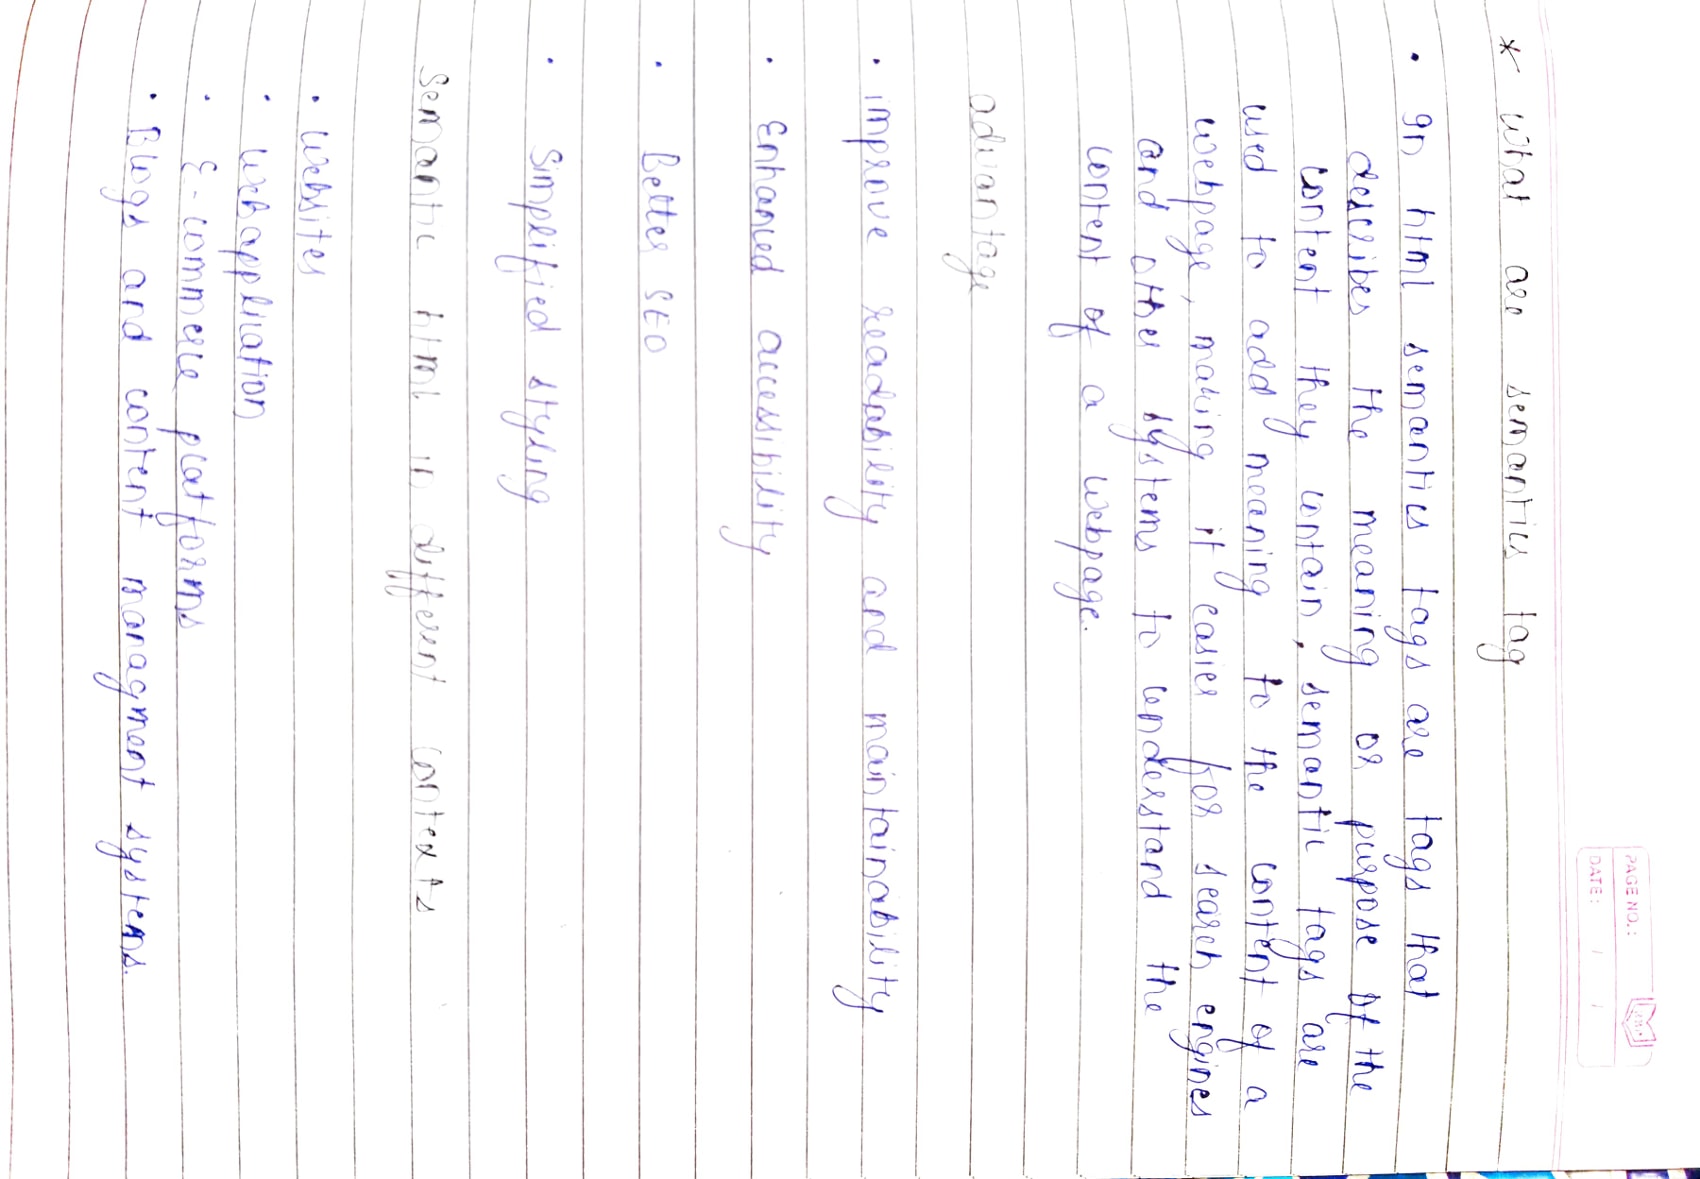 PAGE NO.:
DATE: / /
* what are semantics tag
• In html semantics tags are tags that
describes the meaning or purpose of the
content they contain, semantic tags are
used to add meaning to the content of a
webpage, making it easier for search engines
and other systems to understand the
content of a webpage.
advantage
• improve readability and maintainability
• Enhanced accessibility
• Better SEO
• Simplified styling
Semantic html in different contexts
• Websites
• Web application
• E-commerce platforms
• Blogs and content managment systems.